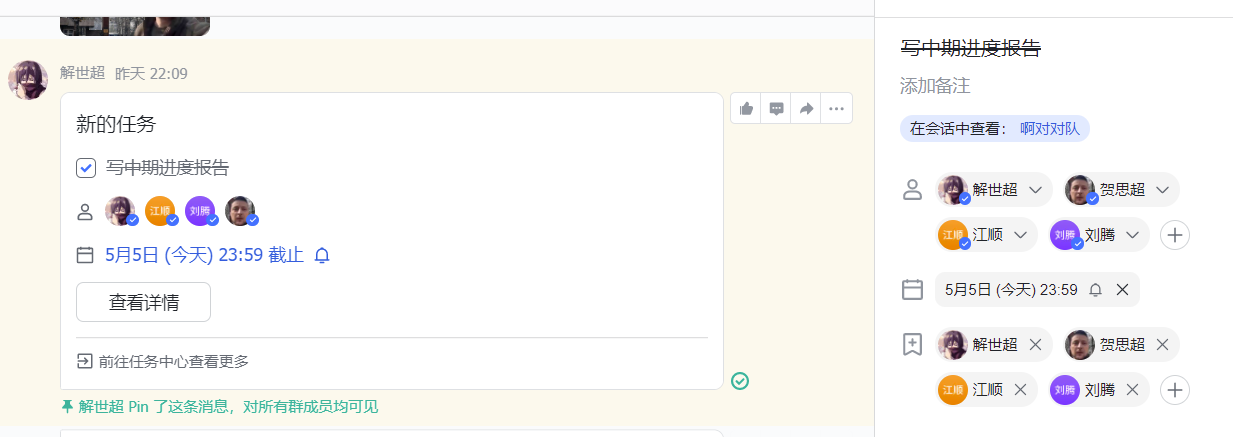 解世超 昨天 22:09
新的任务
写中期进度报告
江顺 刘腾
5月5日 (今天) 23:59 截止
查看详情
前往任务中心查看更多
解世超 Pin 了这条消息，对所有群成员均可见
写中期进度报告
添加备注
在会话中查看： 啊对对队
解世超 贺思超
江顺 江顺 刘腾 刘腾
5月5日 (今天) 23:59
解世超 贺思超
江顺 江顺 刘腾 刘腾